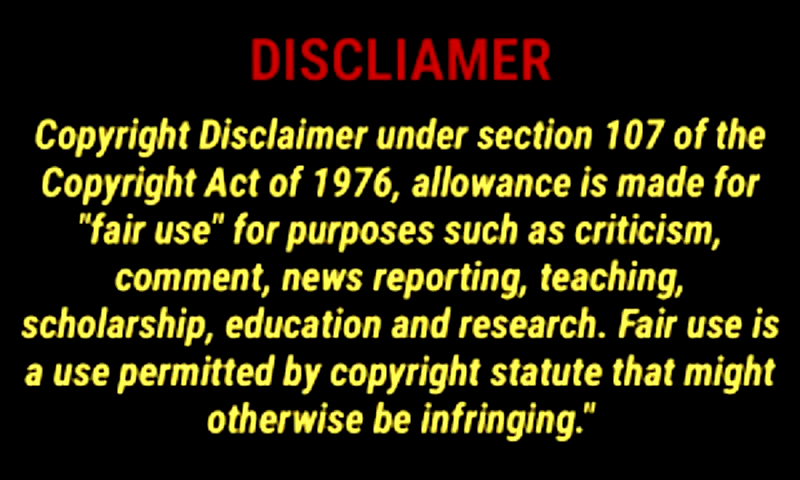 DISCLIAMER
Copyright Disclaimer under section 107 of the
Copyright Act of 1976, allowance is made for
"fair use" for purposes such as criticism,
comment, news reporting, teaching,
scholarship, education and research. Fair use is
a use permitted by copyright statute that might
otherwise be infringing."